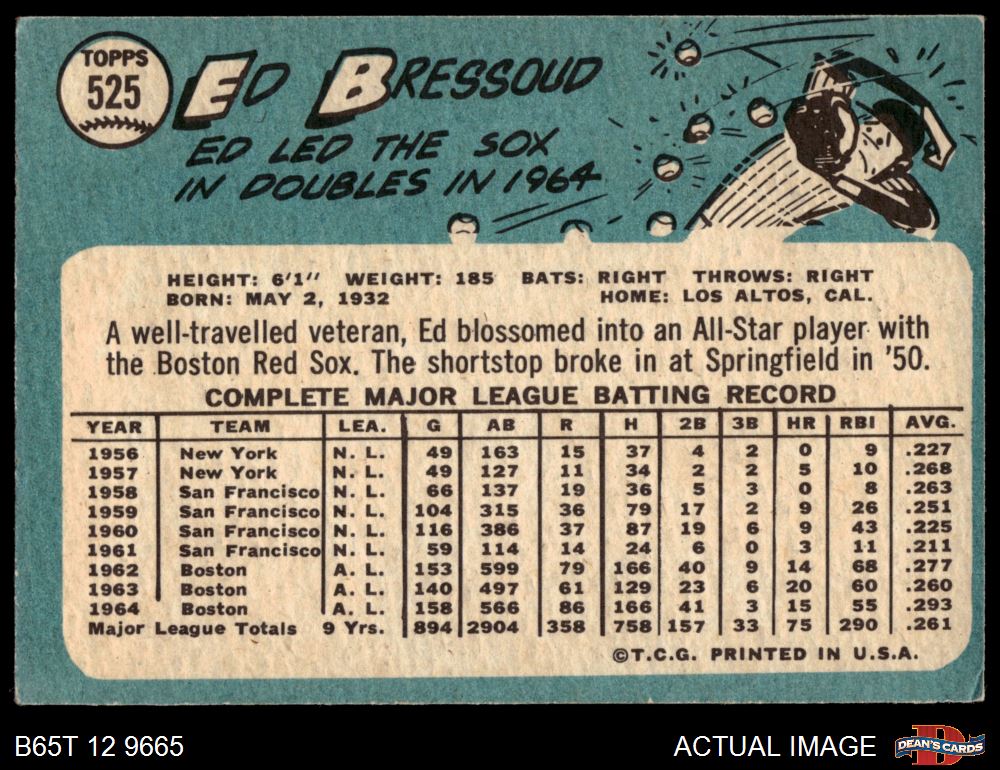 TOPPS
525
ED BRESSOUD
ED LED THE SOX
IN DOUBLES IN 1964
HEIGHT: 6'1" WEIGHT: 185 BATS: RIGHT THROWS: RIGHT
BORN: MAY 2, 1932 HOME: LOS ALTOS, CAL.
A well-travelled veteran, Ed blossomed into an All-Star player with
the Boston Red Sox. The shortstop broke in at Springfield in '50.
COMPLETE MAJOR LEAGUE BATTING RECORD
YEAR TEAM LEA. G AB R H 2B 3B HR RBI AVG.
1956 New York N. L. 49 163 15 37 4 2 0 9 .227
1957 New York N. L. 49 127 11 34 2 2 5 10 .268
1958 San Francisco N. L. 66 137 19 36 5 3 0 8 .263
1959 San Francisco N. L. 104 315 36 79 17 2 9 26 .251
1960 San Francisco N. L. 116 386 37 87 19 6 9 43 .225
1961 San Francisco N. L. 59 114 14 24 6 0 3 11 .211
1962 Boston A. L. 153 599 79 166 40 9 14 68 .277
1963 Boston A. L. 140 497 61 129 23 6 20 60 .260
1964 Boston A. L. 158 566 86 166 41 3 15 55 .293
Major League Totals 9 Yrs. 894 2904 358 758 157 33 75 290 .261
©T.C.G. PRINTED IN U.S.A.
B65T 12 9665 ACTUAL IMAGE DEAN'S CARDS